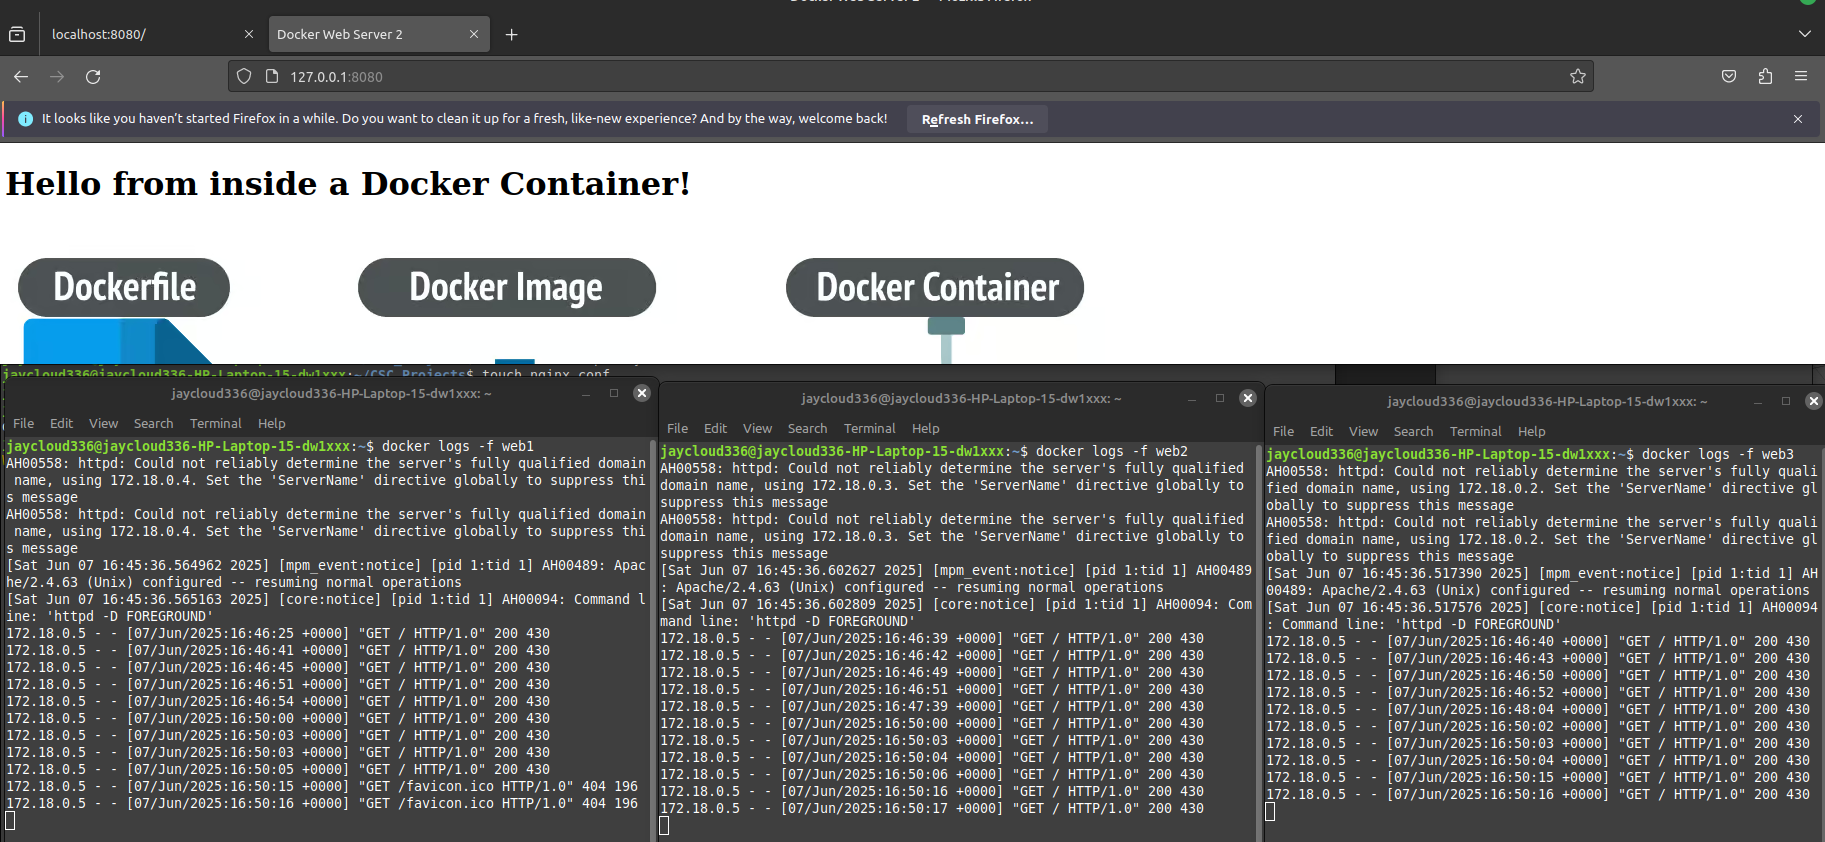 localhost:8080/
Docker Web Server 2
127.0.0.1:8080
It looks like you haven't started Firefox in a while. Do you want to clean it up for a fresh, like-new experience? And by the way, welcome back!
Refresh Firefox...
Hello from inside a Docker Container!
Dockerfile
Docker Image
Docker Container
jaycloud336@jaycloud336-HP-Laptop-15-dw1xxx:~/CSC_Projects$ touch nginx.conf
jaycloud336@jaycloud336-HP-Laptop-15-dw1xxx: ~
File Edit View Search Terminal Help
jaycloud336@jaycloud336-HP-Laptop-15-dw1xxx:~$ docker logs -f web1
AH00558: httpd: Could not reliably determine the server's fully qualified domain
name, using 172.18.0.4. Set the 'ServerName' directive globally to suppress thi
s message
AH00558: httpd: Could not reliably determine the server's fully qualified domain
name, using 172.18.0.4. Set the 'ServerName' directive globally to suppress thi
s message
[Sat Jun 07 16:45:36.564962 2025] [mpm_event:notice] [pid 1:tid 1] AH00489: Apac
he/2.4.63 (Unix) configured -- resuming normal operations
[Sat Jun 07 16:45:36.565163 2025] [core:notice] [pid 1:tid 1] AH00094: Command l
ine: 'httpd -D FOREGROUND'
172.18.0.5 - - [07/Jun/2025:16:46:25 +0000] "GET / HTTP/1.0" 200 430
172.18.0.5 - - [07/Jun/2025:16:46:41 +0000] "GET / HTTP/1.0" 200 430
172.18.0.5 - - [07/Jun/2025:16:46:45 +0000] "GET / HTTP/1.0" 200 430
172.18.0.5 - - [07/Jun/2025:16:46:51 +0000] "GET / HTTP/1.0" 200 430
172.18.0.5 - - [07/Jun/2025:16:46:54 +0000] "GET / HTTP/1.0" 200 430
172.18.0.5 - - [07/Jun/2025:16:50:00 +0000] "GET / HTTP/1.0" 200 430
172.18.0.5 - - [07/Jun/2025:16:50:03 +0000] "GET / HTTP/1.0" 200 430
172.18.0.5 - - [07/Jun/2025:16:50:03 +0000] "GET / HTTP/1.0" 200 430
172.18.0.5 - - [07/Jun/2025:16:50:05 +0000] "GET / HTTP/1.0" 200 430
172.18.0.5 - - [07/Jun/2025:16:50:15 +0000] "GET /favicon.ico HTTP/1.0" 404 196
172.18.0.5 - - [07/Jun/2025:16:50:16 +0000] "GET /favicon.ico HTTP/1.0" 404 196
jaycloud336@jaycloud336-HP-Laptop-15-dw1xxx: ~
File Edit View Search Terminal Help
jaycloud336@jaycloud336-HP-Laptop-15-dw1xxx:~$ docker logs -f web2
AH00558: httpd: Could not reliably determine the server's fully qualified
domain name, using 172.18.0.3. Set the 'ServerName' directive globally to
suppress this message
AH00558: httpd: Could not reliably determine the server's fully qualified
domain name, using 172.18.0.3. Set the 'ServerName' directive globally to
suppress this message
[Sat Jun 07 16:45:36.602627 2025] [mpm_event:notice] [pid 1:tid 1] AH00489
: Apache/2.4.63 (Unix) configured -- resuming normal operations
[Sat Jun 07 16:45:36.602809 2025] [core:notice] [pid 1:tid 1] AH00094: Com
mand line: 'httpd -D FOREGROUND'
172.18.0.5 - - [07/Jun/2025:16:46:39 +0000] "GET / HTTP/1.0" 200 430
172.18.0.5 - - [07/Jun/2025:16:46:42 +0000] "GET / HTTP/1.0" 200 430
172.18.0.5 - - [07/Jun/2025:16:46:49 +0000] "GET / HTTP/1.0" 200 430
172.18.0.5 - - [07/Jun/2025:16:46:51 +0000] "GET / HTTP/1.0" 200 430
172.18.0.5 - - [07/Jun/2025:16:47:39 +0000] "GET / HTTP/1.0" 200 430
172.18.0.5 - - [07/Jun/2025:16:50:00 +0000] "GET / HTTP/1.0" 200 430
172.18.0.5 - - [07/Jun/2025:16:50:03 +0000] "GET / HTTP/1.0" 200 430
172.18.0.5 - - [07/Jun/2025:16:50:04 +0000] "GET / HTTP/1.0" 200 430
172.18.0.5 - - [07/Jun/2025:16:50:06 +0000] "GET / HTTP/1.0" 200 430
172.18.0.5 - - [07/Jun/2025:16:50:16 +0000] "GET / HTTP/1.0" 200 430
172.18.0.5 - - [07/Jun/2025:16:50:17 +0000] "GET / HTTP/1.0" 200 430
jaycloud336@jaycloud336-HP-Laptop-15-dw1xxx: ~
File Edit View Search Terminal Help
jaycloud336@jaycloud336-HP-Laptop-15-dw1xxx:~$ docker logs -f web3
AH00558: httpd: Could not reliably determine the server's fully quali
fied domain name, using 172.18.0.2. Set the 'ServerName' directive gl
obally to suppress this message
AH00558: httpd: Could not reliably determine the server's fully quali
fied domain name, using 172.18.0.2. Set the 'ServerName' directive gl
obally to suppress this message
[Sat Jun 07 16:45:36.517390 2025] [mpm_event:notice] [pid 1:tid 1] AH
00489: Apache/2.4.63 (Unix) configured -- resuming normal operations
[Sat Jun 07 16:45:36.517576 2025] [core:notice] [pid 1:tid 1] AH00094
: Command line: 'httpd -D FOREGROUND'
172.18.0.5 - - [07/Jun/2025:16:46:40 +0000] "GET / HTTP/1.0" 200 430
172.18.0.5 - - [07/Jun/2025:16:46:43 +0000] "GET / HTTP/1.0" 200 430
172.18.0.5 - - [07/Jun/2025:16:46:50 +0000] "GET / HTTP/1.0" 200 430
172.18.0.5 - - [07/Jun/2025:16:46:52 +0000] "GET / HTTP/1.0" 200 430
172.18.0.5 - - [07/Jun/2025:16:48:04 +0000] "GET / HTTP/1.0" 200 430
172.18.0.5 - - [07/Jun/2025:16:50:02 +0000] "GET / HTTP/1.0" 200 430
172.18.0.5 - - [07/Jun/2025:16:50:03 +0000] "GET / HTTP/1.0" 200 430
172.18.0.5 - - [07/Jun/2025:16:50:04 +0000] "GET / HTTP/1.0" 200 430
172.18.0.5 - - [07/Jun/2025:16:50:15 +0000] "GET / HTTP/1.0" 200 430
172.18.0.5 - - [07/Jun/2025:16:50:16 +0000] "GET / HTTP/1.0" 200 430